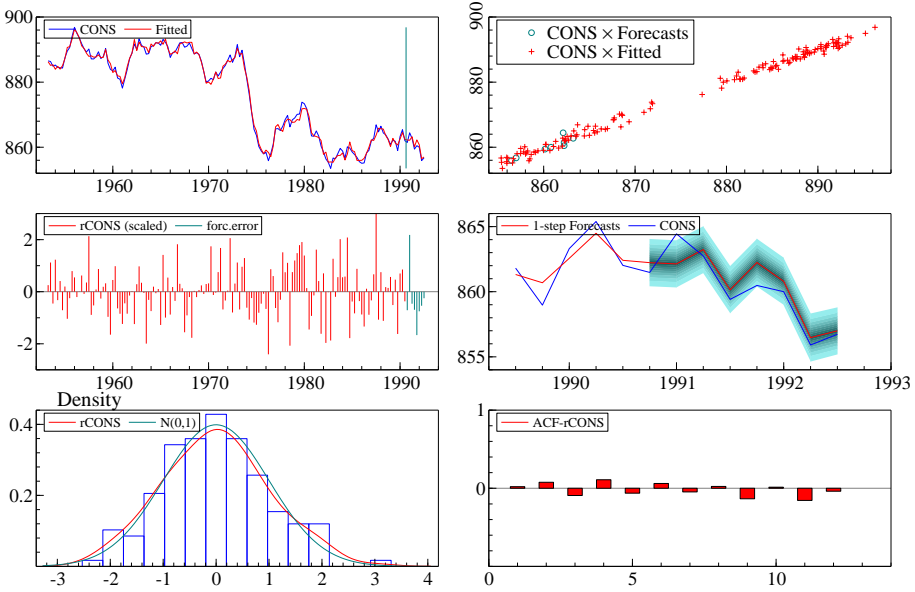 900
880
860
CONS Fitted
1960 1970 1980 1990
900
880
860
CONS × Forecasts
CONS × Fitted
860 870 880 890
2
0
-2
rCONS (scaled) forc.error
1960 1970 1980 1990
865
860
855
1-step Forecasts CONS
1990 1991 1992 1993
Density
0.4
0.2
rCONS N(0,1)
-3 -2 -1 0 1 2 3 4
1
0
ACF-rCONS
0 5 10